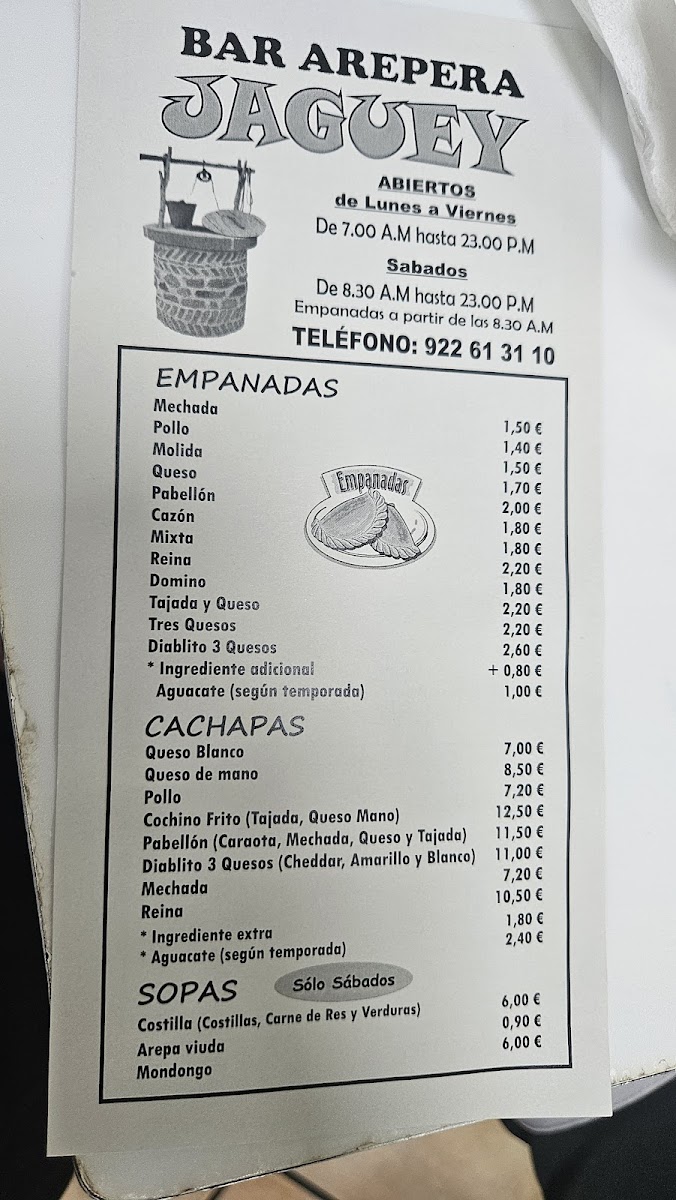 BAR AREPERA
JAGUEY
ABIERTOS
de Lunes a Viernes
De 7.00 A.M hasta 23.00 P.M
Sabados
De 8.30 A.M hasta 23.00 P.M
Empanadas a partir de las 8.30 A.M
TELÉFONO: 922 61 31 10
EMPANADAS
Mechada 1,50 €
Pollo 1,40 €
Molida 1,50 €
Queso 1,70 €
Pabellón 2,00 €
Cazón 1,80 €
Mixta 1,80 €
Reina 2,20 €
Domino 1,80 €
Tajada y Queso 2,20 €
Tres Quesos 2,20 €
Diablito 3 Quesos 2,60 €
* Ingrediente adicional + 0,80 €
Aguacate (según temporada) 1,00 €
Empanadas
CACHAPAS
Queso Blanco 7,00 €
Queso de mano 8,50 €
Pollo 7,20 €
Cochino Frito (Tajada, Queso Mano) 12,50 €
Pabellón (Caraota, Mechada, Queso y Tajada) 11,50 €
Diablito 3 Quesos (Cheddar, Amarillo y Blanco) 11,00 €
Mechada 7,20 €
Reina 10,50 €
* Ingrediente extra 1,80 €
* Aguacate (según temporada) 2,40 €
SOPAS Sólo Sábados
Costilla (Costillas, Carne de Res y Verduras) 6,00 €
Arepa viuda 0,90 €
Mondongo 6,00 €